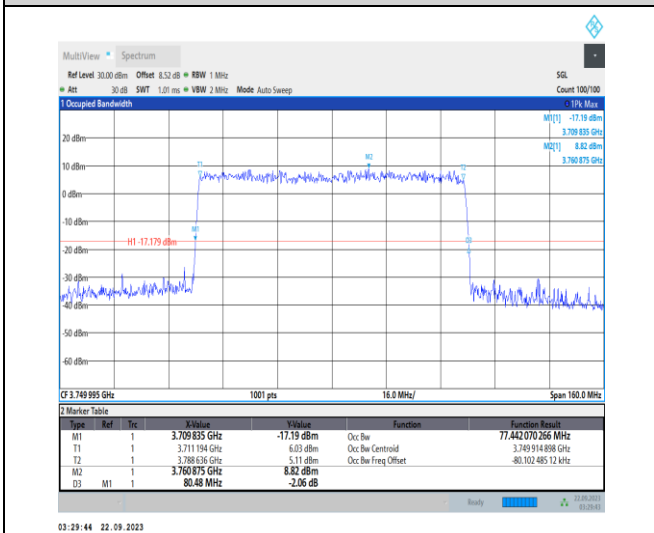 MultiView Spectrum
Ref Level 30.00 dBm Offset 8.52 dB RBW 1 MHz SGL
Att 30 dB SWT 1.01 ms VBW 2 MHz Mode Auto Sweep Count 100/100
1 Occupied Bandwidth 1Pk Max
M1[1] -17.19 dBm
3.709 835 GHz
M2[1] 8.82 dBm
3.760 875 GHz
20 dBm
M2
T1
10 dBm
0 dBm
-10 dBm
M1
H1 -17.179 dBm
-20 dBm
-30 dBm
-40 dBm
-50 dBm
-60 dBm
CF 3.749 995 GHz 1001 pts 16.0 MHz/ Span 160.0 MHz
2 Marker Table
Type Ref Trc X-Value Y-Value Function Function Result
M1 1 3.709 835 GHz -17.19 dBm Occ Bw 77.442 070 266 MHz
T1 1 3.711 194 GHz 6.03 dBm Occ Bw Centroid 3.749 914 898 GHz
T2 1 3.788 636 GHz 5.11 dBm Occ Bw Freq Offset -80.102 485 12 kHz
M2 1 3.760 875 GHz 8.82 dBm
D3 M1 1 80.48 MHz -2.06 dB
Ready 22.09.2023
03:29:43
03:29:44 22.09.2023